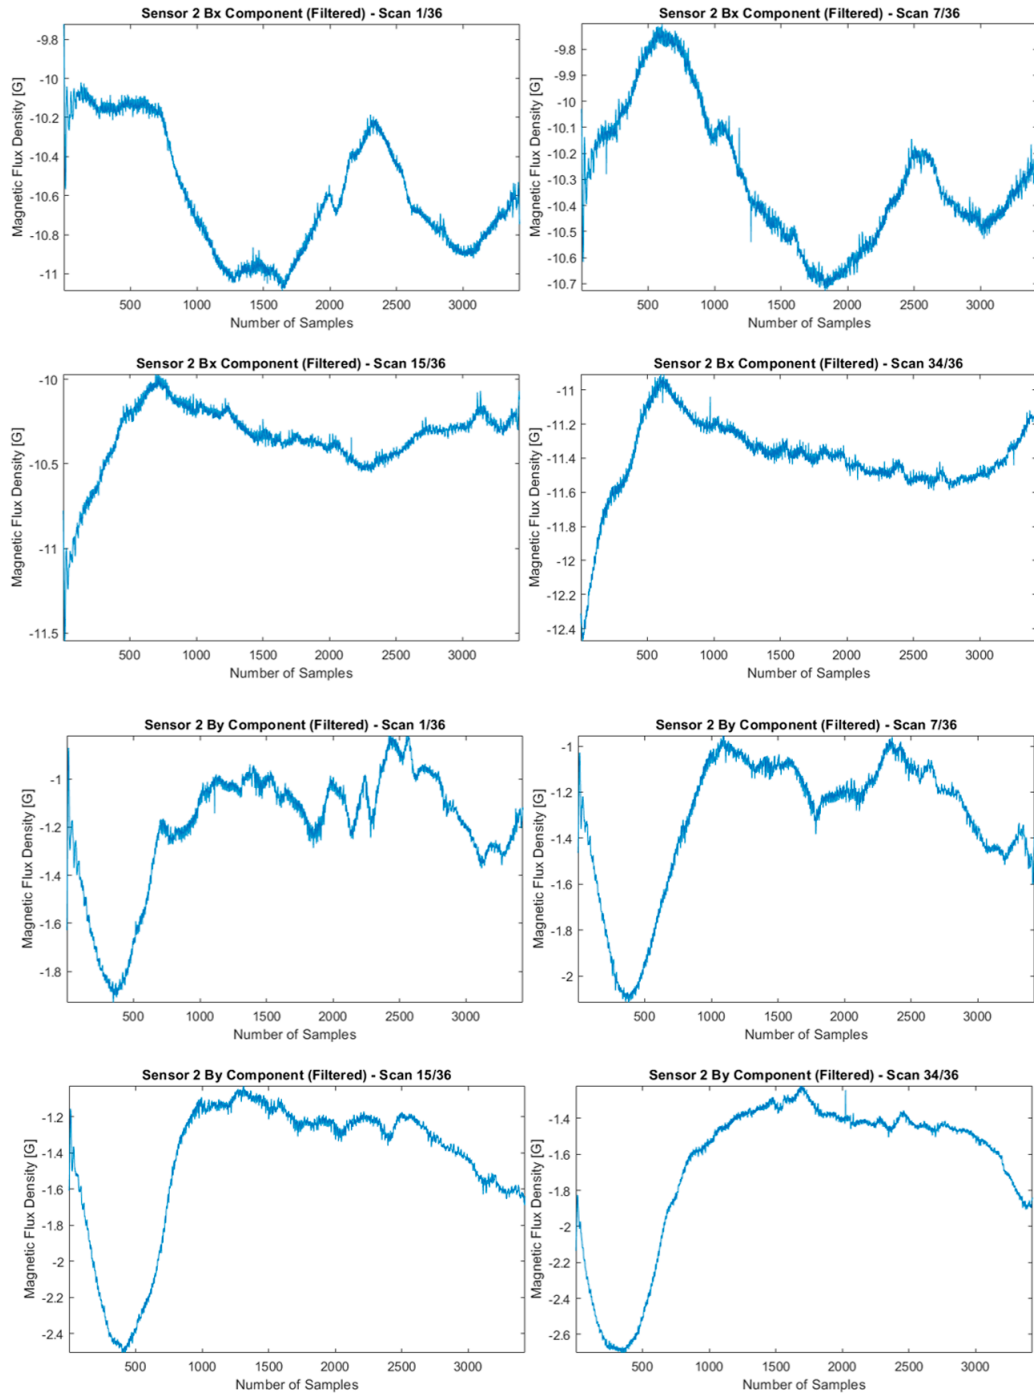 Sensor 2 Bx Component (Filtered) - Scan 1/36
Magnetic Flux Density [G]
-9.8
-10
-10.2
-10.4
-10.6
-10.8
-11
500 1000 1500 2000 2500 3000
Number of Samples
Sensor 2 Bx Component (Filtered) - Scan 7/36
Magnetic Flux Density [G]
-9.8
-9.9
-10
-10.1
-10.2
-10.3
-10.4
-10.5
-10.6
-10.7
500 1000 1500 2000 2500 3000
Number of Samples
Sensor 2 Bx Component (Filtered) - Scan 15/36
Magnetic Flux Density [G]
-10
-10.5
-11
-11.5
500 1000 1500 2000 2500 3000
Number of Samples
Sensor 2 Bx Component (Filtered) - Scan 34/36
Magnetic Flux Density [G]
-11
-11.2
-11.4
-11.6
-11.8
-12
-12.2
-12.4
500 1000 1500 2000 2500 3000
Number of Samples
Sensor 2 By Component (Filtered) - Scan 1/36
Magnetic Flux Density [G]
-1
-1.2
-1.4
-1.6
-1.8
500 1000 1500 2000 2500 3000
Number of Samples
Sensor 2 By Component (Filtered) - Scan 7/36
Magnetic Flux Density [G]
-1
-1.2
-1.4
-1.6
-1.8
-2
500 1000 1500 2000 2500 3000
Number of Samples
Sensor 2 By Component (Filtered) - Scan 15/36
Magnetic Flux Density [G]
-1.2
-1.4
-1.6
-1.8
-2
-2.2
-2.4
500 1000 1500 2000 2500 3000
Number of Samples
Sensor 2 By Component (Filtered) - Scan 34/36
Magnetic Flux Density [G]
-1.4
-1.6
-1.8
-2
-2.2
-2.4
-2.6
500 1000 1500 2000 2500 3000
Number of Samples